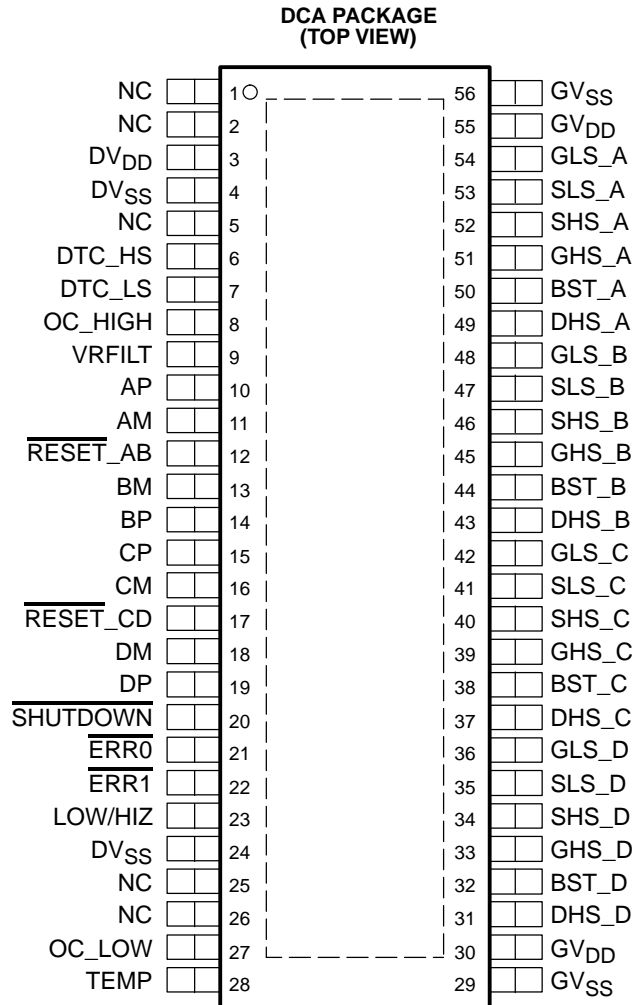 DCA PACKAGE
(TOP VIEW)
NC 1 56 GVSS
NC 2 55 GVDD
DVDD 3 54 GLS_A
DVSS 4 53 SLS_A
NC 5 52 SHS_A
DTC_HS 6 51 GHS_A
DTC_LS 7 50 BST_A
OC_HIGH 8 49 DHS_A
VRFILT 9 48 GLS_B
AP 10 47 SLS_B
AM 11 46 SHS_B
RESET_AB 12 45 GHS_B
BM 13 44 BST_B
BP 14 43 DHS_B
CP 15 42 GLS_C
CM 16 41 SLS_C
RESET_CD 17 40 SHS_C
DM 18 39 GHS_C
DP 19 38 BST_C
SHUTDOWN 20 37 DHS_C
ERR0 21 36 GLS_D
ERR1 22 35 SLS_D
LOW/HIZ 23 34 SHS_D
DVSS 24 33 GHS_D
NC 25 32 BST_D
NC 26 31 DHS_D
OC_LOW 27 30 GVDD
TEMP 28 29 GVSS